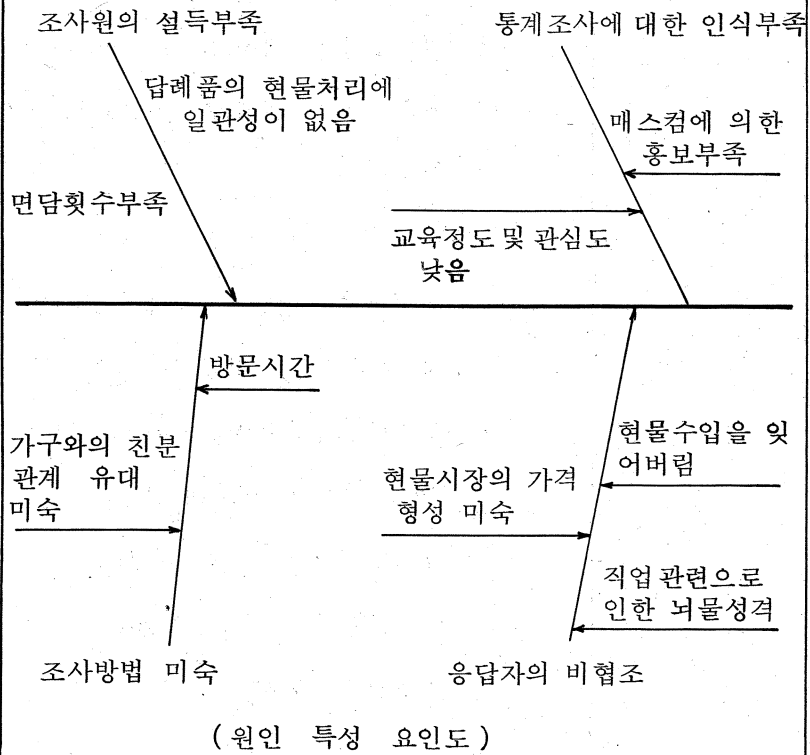 조사원의 설득부족
통계조사에 대한 인식부족
답례품의 현물처리에
일관성이 없음
매스컴에 의한
홍보부족
면담횟수부족
교육정도 및 관심도
낮음
방문시간
가구와의 친분
관계 유대
미숙
현물수입을 잊
어버림
현물시장의 가격
형성 미숙
직업관련으로
인한 뇌물성격
조사방법 미숙
응답자의 비협조
(원인 특성 요인도)